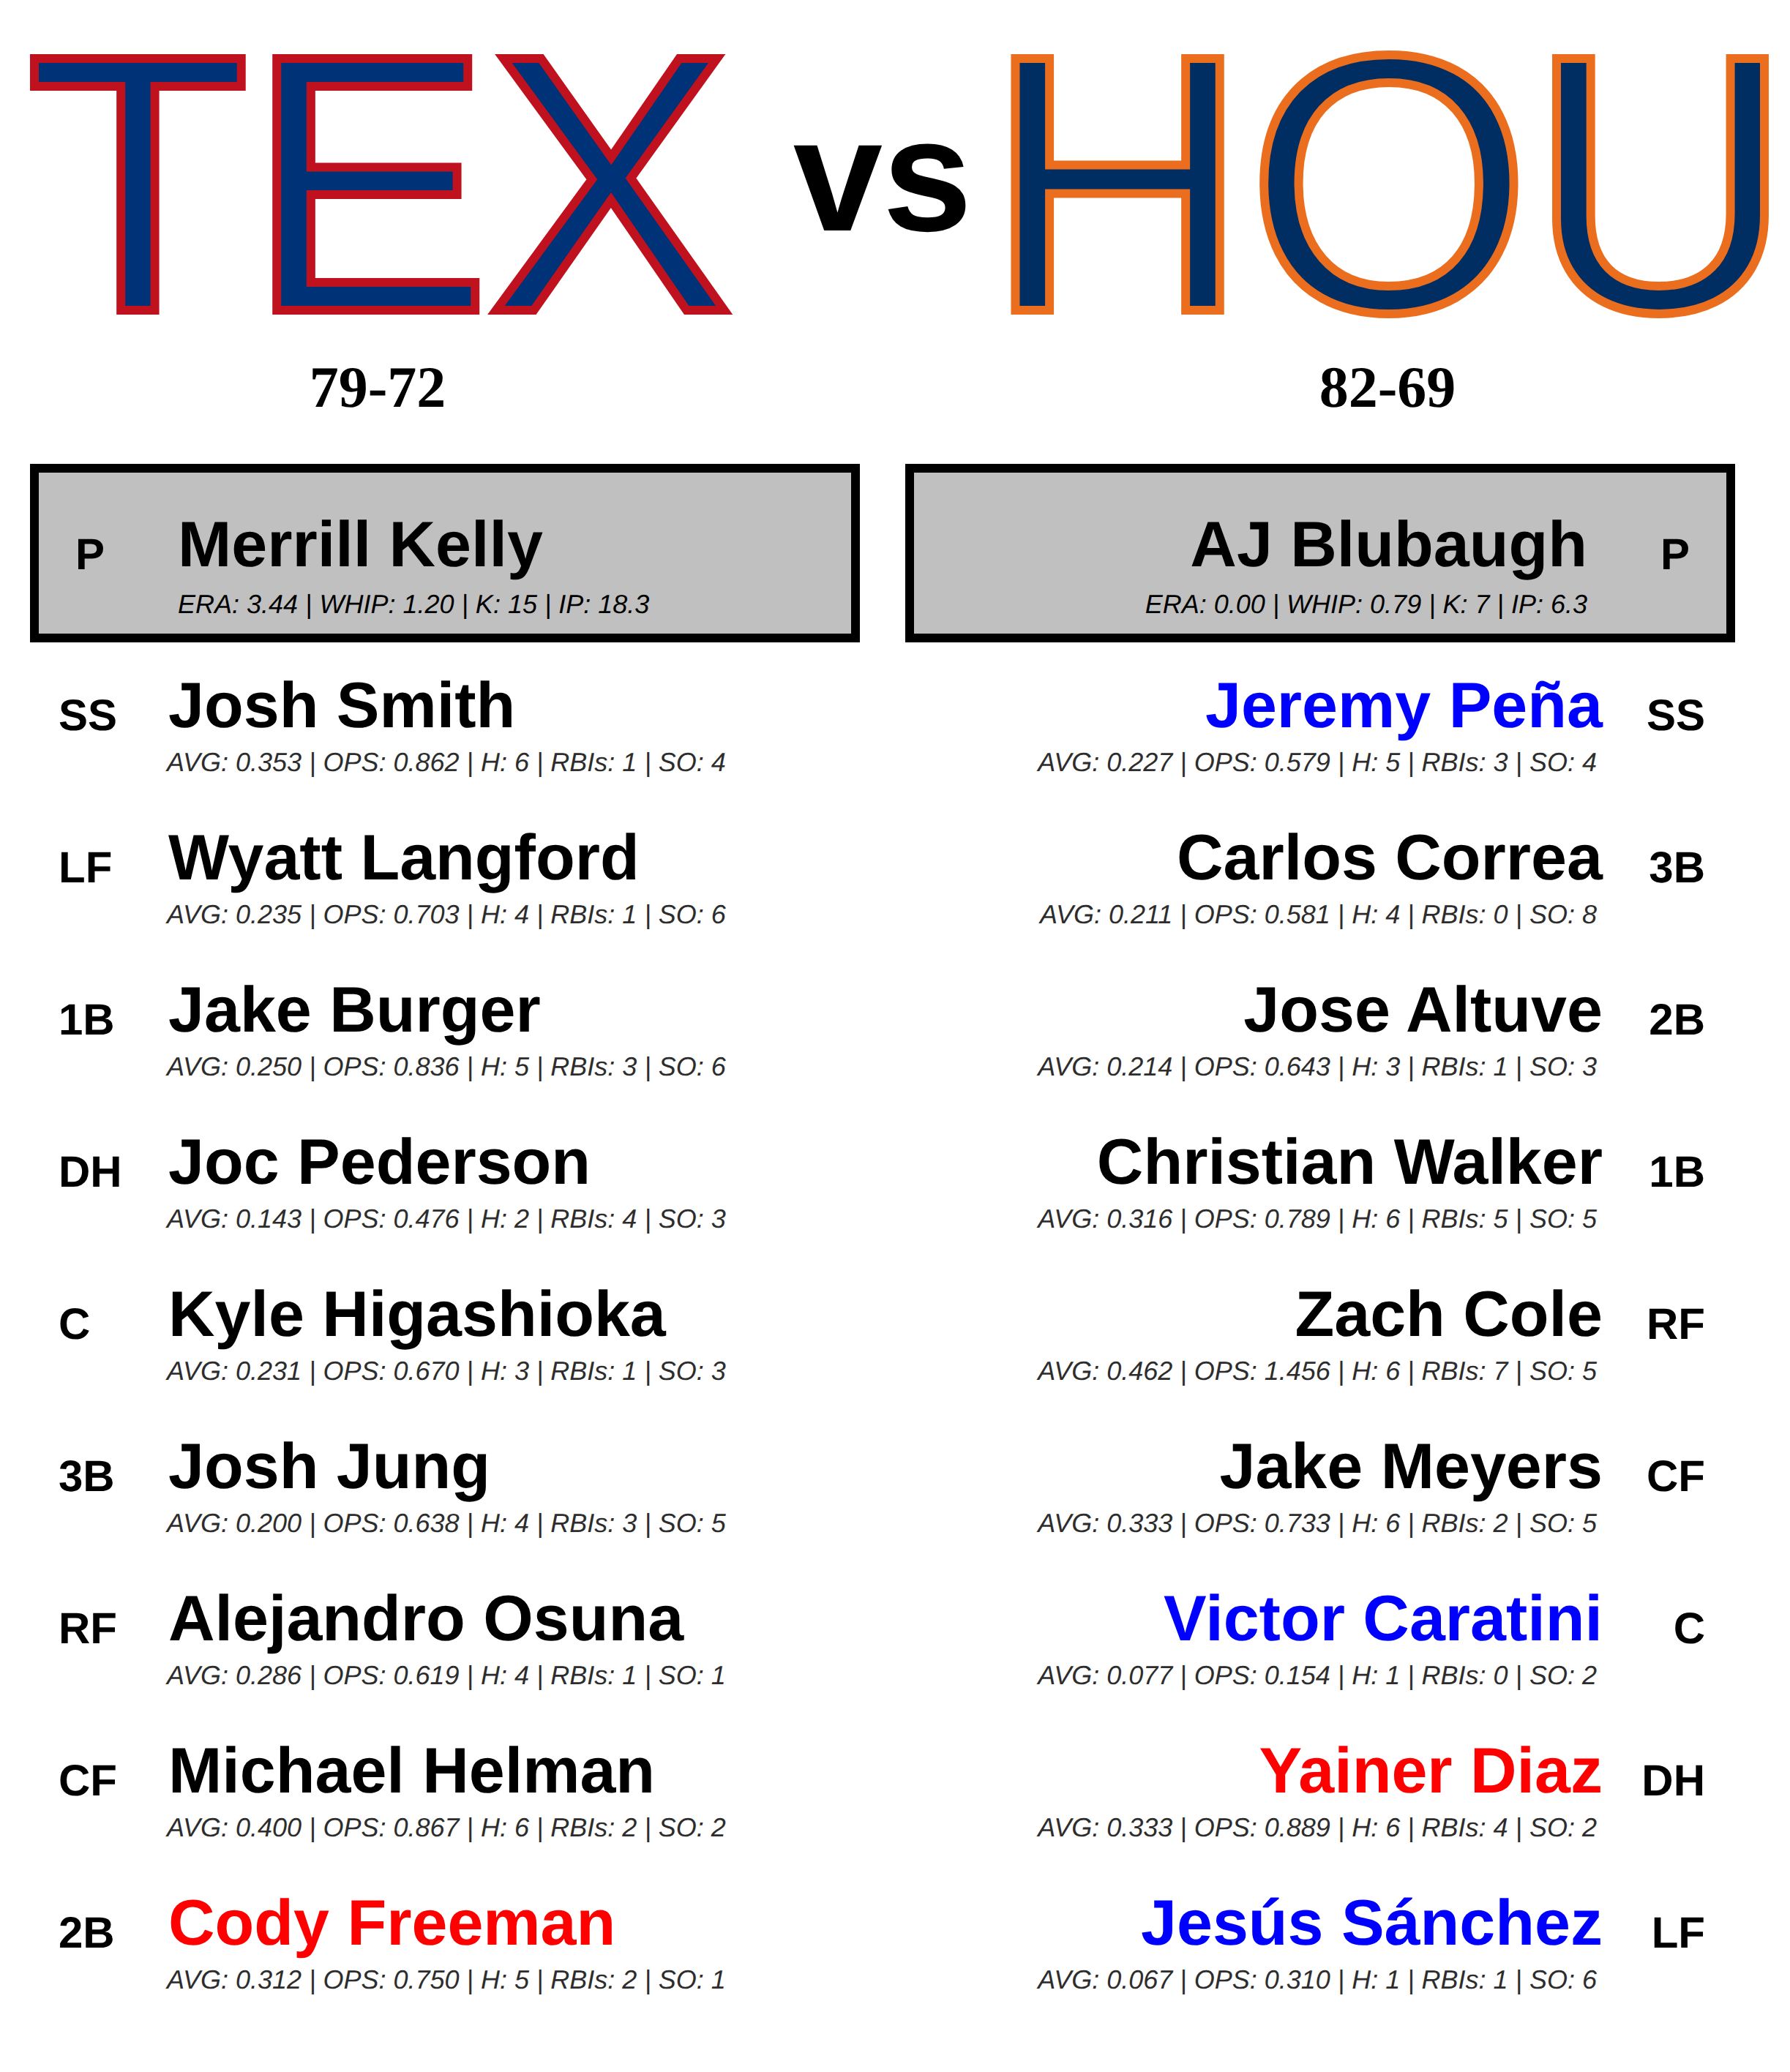 TEX vs HOU
79-72
82-69
P Merrill Kelly
ERA: 3.44 | WHIP: 1.20 | K: 15 | IP: 18.3
AJ Blubaugh P
ERA: 0.00 | WHIP: 0.79 | K: 7 | IP: 6.3
SS Josh Smith
AVG: 0.353 | OPS: 0.862 | H: 6 | RBIs: 1 | SO: 4
LF Wyatt Langford
AVG: 0.235 | OPS: 0.703 | H: 4 | RBIs: 1 | SO: 6
1B Jake Burger
AVG: 0.250 | OPS: 0.836 | H: 5 | RBIs: 3 | SO: 6
DH Joc Pederson
AVG: 0.143 | OPS: 0.476 | H: 2 | RBIs: 4 | SO: 3
C Kyle Higashioka
AVG: 0.231 | OPS: 0.670 | H: 3 | RBIs: 1 | SO: 3
3B Josh Jung
AVG: 0.200 | OPS: 0.638 | H: 4 | RBIs: 3 | SO: 5
RF Alejandro Osuna
AVG: 0.286 | OPS: 0.619 | H: 4 | RBIs: 1 | SO: 1
CF Michael Helman
AVG: 0.400 | OPS: 0.867 | H: 6 | RBIs: 2 | SO: 2
2B Cody Freeman
AVG: 0.312 | OPS: 0.750 | H: 5 | RBIs: 2 | SO: 1
Jeremy Peña SS
AVG: 0.227 | OPS: 0.579 | H: 5 | RBIs: 3 | SO: 4
Carlos Correa 3B
AVG: 0.211 | OPS: 0.581 | H: 4 | RBIs: 0 | SO: 8
Jose Altuve 2B
AVG: 0.214 | OPS: 0.643 | H: 3 | RBIs: 1 | SO: 3
Christian Walker 1B
AVG: 0.316 | OPS: 0.789 | H: 6 | RBIs: 5 | SO: 5
Zach Cole RF
AVG: 0.462 | OPS: 1.456 | H: 6 | RBIs: 7 | SO: 5
Jake Meyers CF
AVG: 0.333 | OPS: 0.733 | H: 6 | RBIs: 2 | SO: 5
Victor Caratini C
AVG: 0.077 | OPS: 0.154 | H: 1 | RBIs: 0 | SO: 2
Yainer Diaz DH
AVG: 0.333 | OPS: 0.889 | H: 6 | RBIs: 4 | SO: 2
Jesús Sánchez LF
AVG: 0.067 | OPS: 0.310 | H: 1 | RBIs: 1 | SO: 6